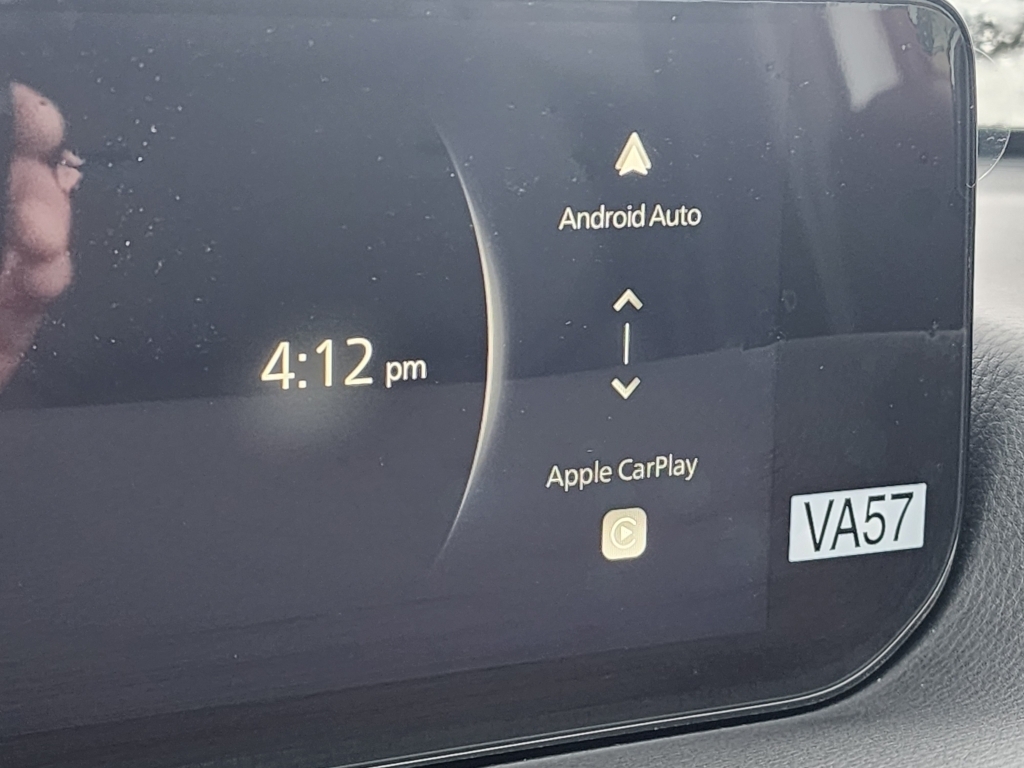 Android Auto
4:12 pm
Apple CarPlay
VA57